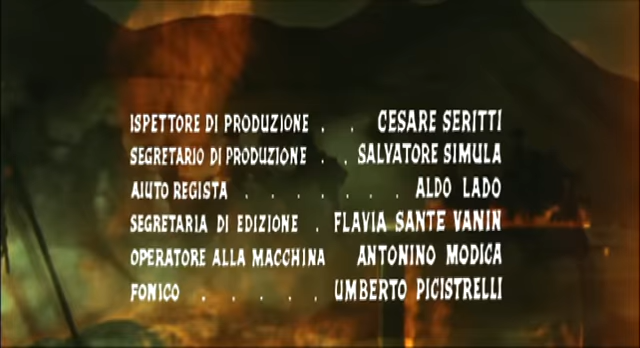 ISPETTORE DI PRODUZIONE . . CESARE SERITTI
SEGRETARIO DI PRODUZIONE . . SALVATORE SIMULA
AIUTO REGISTA . . . . . . . ALDO LADO
SEGRETARIA DI EDIZIONE . FLAVIA SANTE VANIN
OPERATORE ALLA MACCHINA ANTONINO MODICA
FONICO . . . . . UMBERTO PICISTRELLI